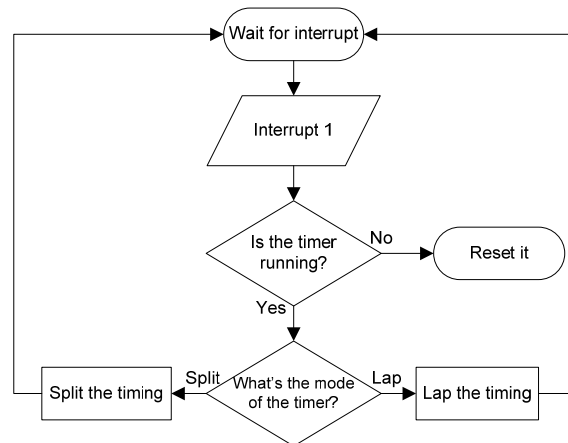 Wait for interrupt
Interrupt 1
Is the timer
running?
No
Reset it
Yes
What's the mode
of the timer?
Split
Split the timing
Lap
Lap the timing